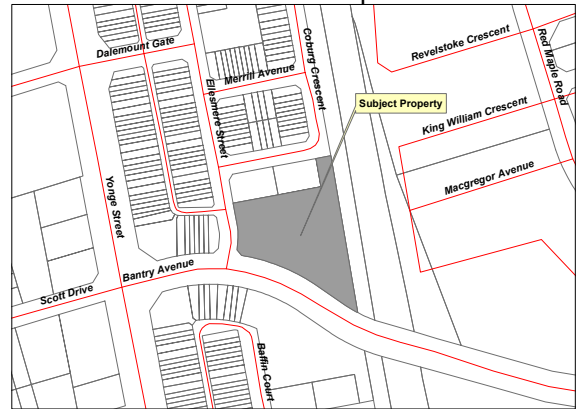 Dalemount Gate
Ellesmere Street
Merrill Avenue
Coburg Crescent
Revelstoke Crescent
Red Maple Road
Subject Property
King William Crescent
Macgregor Avenue
Yonge Street
Bantry Avenue
Scott Drive
Baffin Court